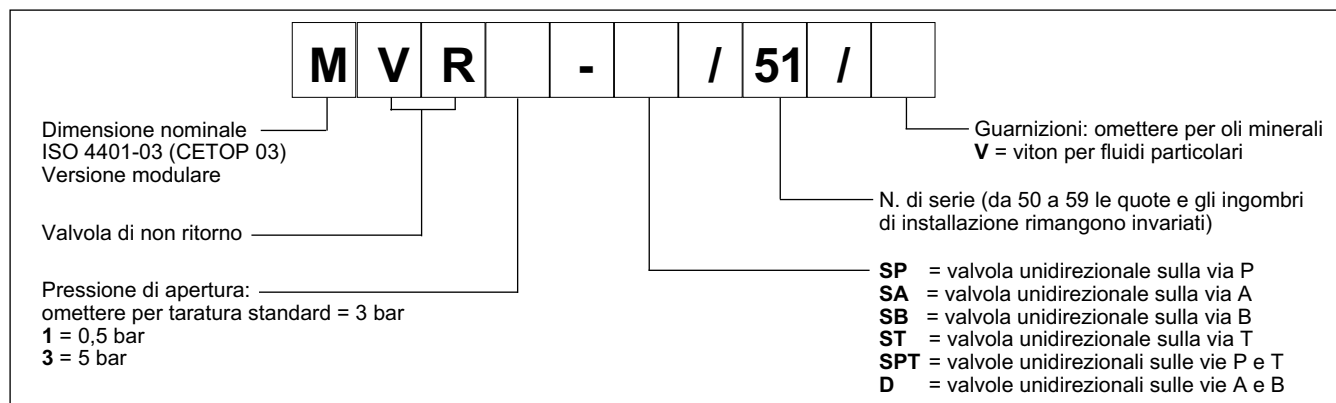 M V R - / 51 /
Dimensione nominale
ISO 4401-03 (CETOP 03)
Versione modulare
Valvola di non ritorno
Pressione di apertura:
omettere per taratura standard = 3 bar
1 = 0,5 bar
3 = 5 bar
Guarnizioni: omettere per oli minerali
V = viton per fluidi particolari
N. di serie (da 50 a 59 le quote e gli ingombri
di installazione rimangono invariati)
SP = valvola unidirezionale sulla via P
SA = valvola unidirezionale sulla via A
SB = valvola unidirezionale sulla via B
ST = valvola unidirezionale sulla via T
SPT = valvole unidirezionali sulle vie P e T
D = valvole unidirezionali sulle vie A e B